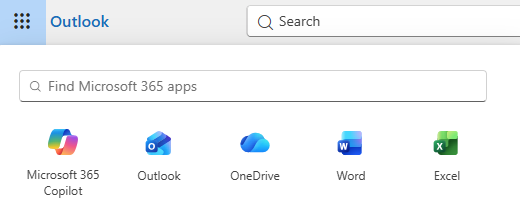 Outlook
Search
Find Microsoft 365 apps
Microsoft 365
Copilot
Outlook
OneDrive
Word
Excel